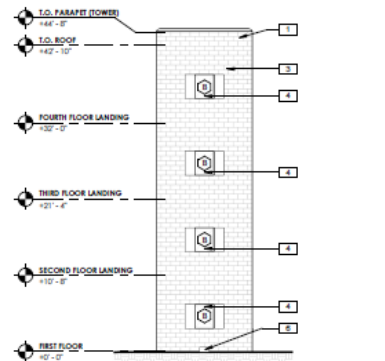 T.O. PARAPET (TOWER)
+44' - 8"
1
T.O. ROOF
+42' - 10"
3
B
4
FOURTH FLOOR LANDING
+32' - 0"
B
4
THIRD FLOOR LANDING
+21' - 4"
B
4
SECOND FLOOR LANDING
+10' - 8"
4
B
6
FIRST FLOOR
+0' - 0"